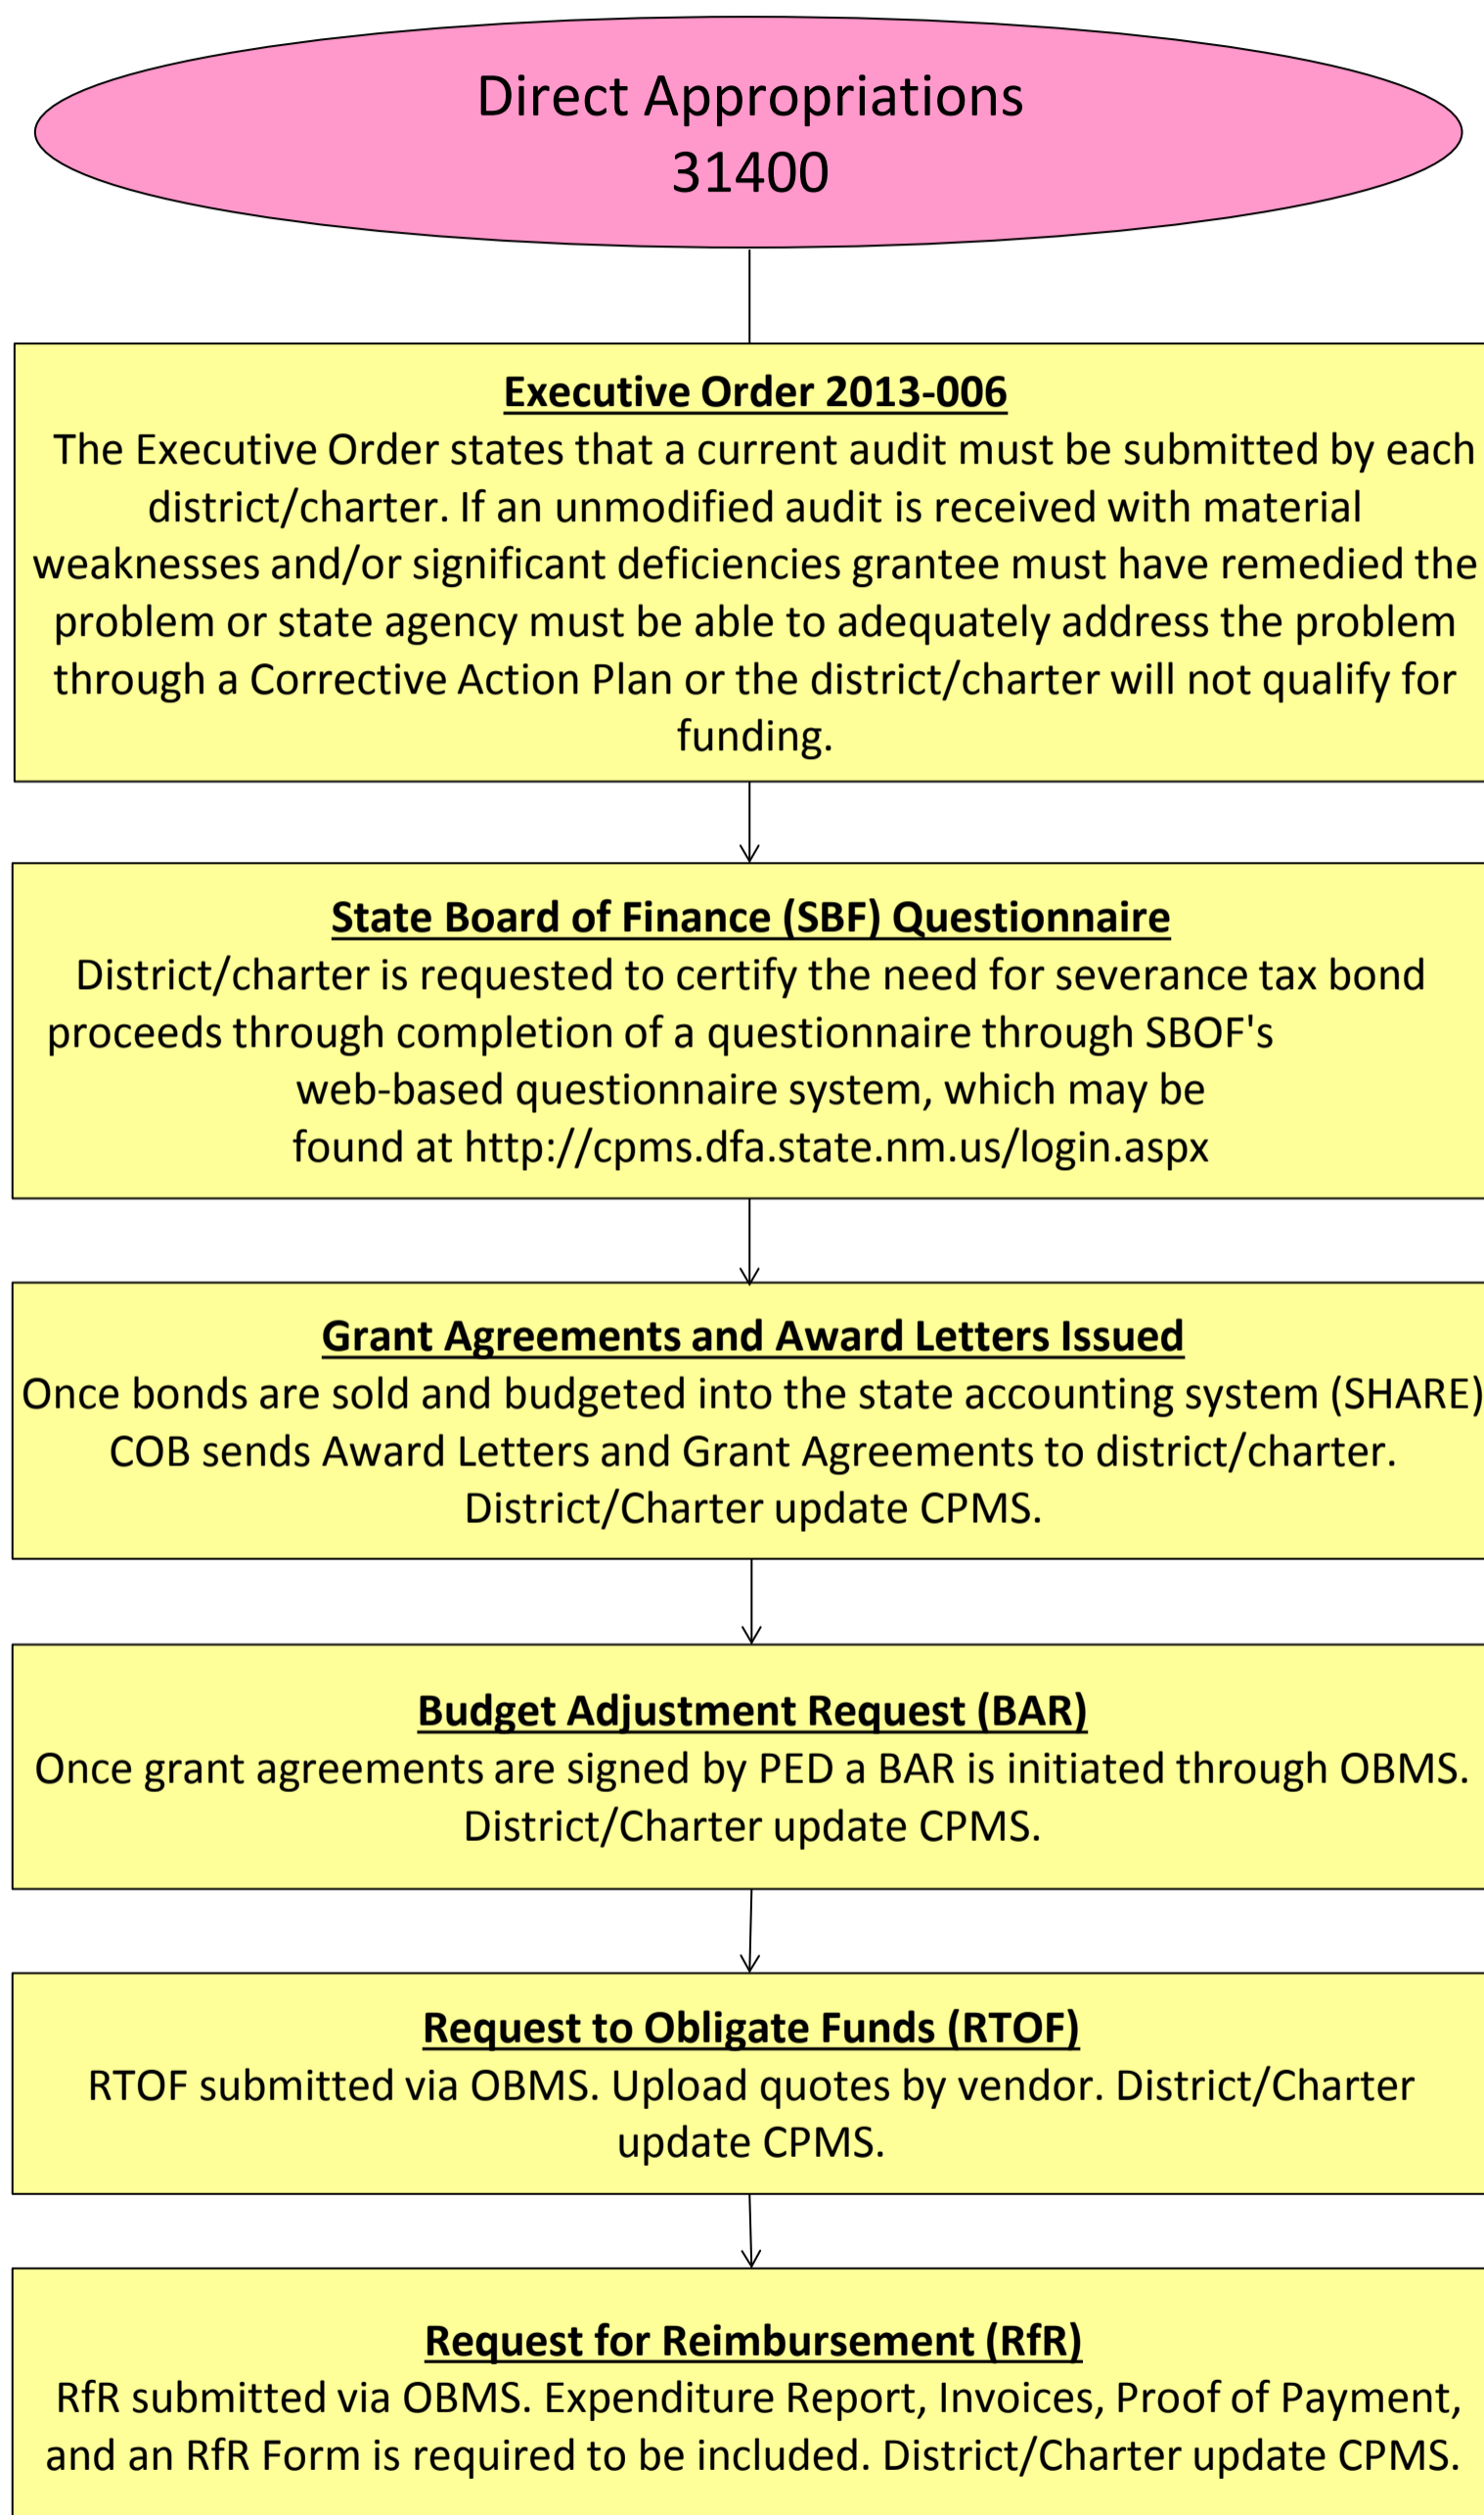 Direct Appropriations
31400
Executive Order 2013-006
The Executive Order states that a current audit must be submitted by each
district/charter. If an unmodified audit is received with material
weaknesses and/or significant deficiencies grantee must have remedied the
problem or state agency must be able to adequately address the problem
through a Corrective Action Plan or the district/charter will not qualify for
funding.
State Board of Finance (SBF) Questionnaire
District/charter is requested to certify the need for severance tax bond
proceeds through completion of a questionnaire through SBOF's
web-based questionnaire system, which may be
found at http://cpms.dfa.state.nm.us/login.aspx
Grant Agreements and Award Letters Issued
Once bonds are sold and budgeted into the state accounting system (SHARE)
COB sends Award Letters and Grant Agreements to district/charter.
District/Charter update CPMS.
Budget Adjustment Request (BAR)
Once grant agreements are signed by PED a BAR is initiated through OBMS.
District/Charter update CPMS.
Request to Obligate Funds (RTOF)
RTOF submitted via OBMS. Upload quotes by vendor. District/Charter
update CPMS.
Request for Reimbursement (RfR)
RfR submitted via OBMS. Expenditure Report, Invoices, Proof of Payment,
and an RfR Form is required to be included. District/Charter update CPMS.